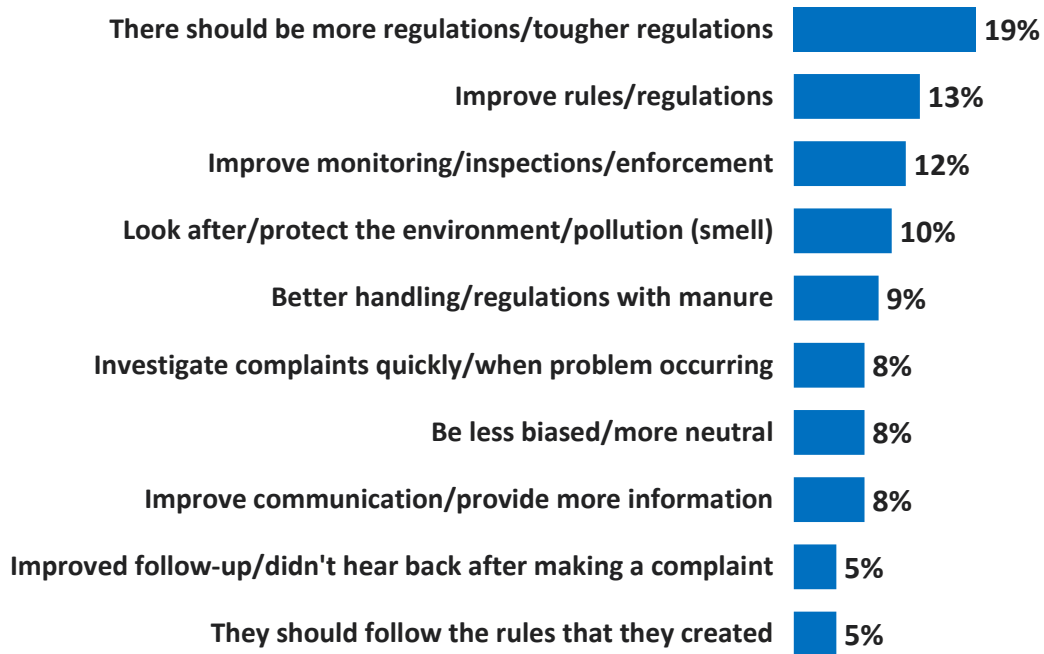 There should be more regulations/tougher regulations 19%
Improve rules/regulations 13%
Improve monitoring/inspections/enforcement 12%
Look after/protect the environment/pollution (smell) 10%
Better handling/regulations with manure 9%
Investigate complaints quickly/when problem occurring 8%
Be less biased/more neutral 8%
Improve communication/provide more information 8%
Improved follow-up/didn't hear back after making a complaint 5%
They should follow the rules that they created 5%